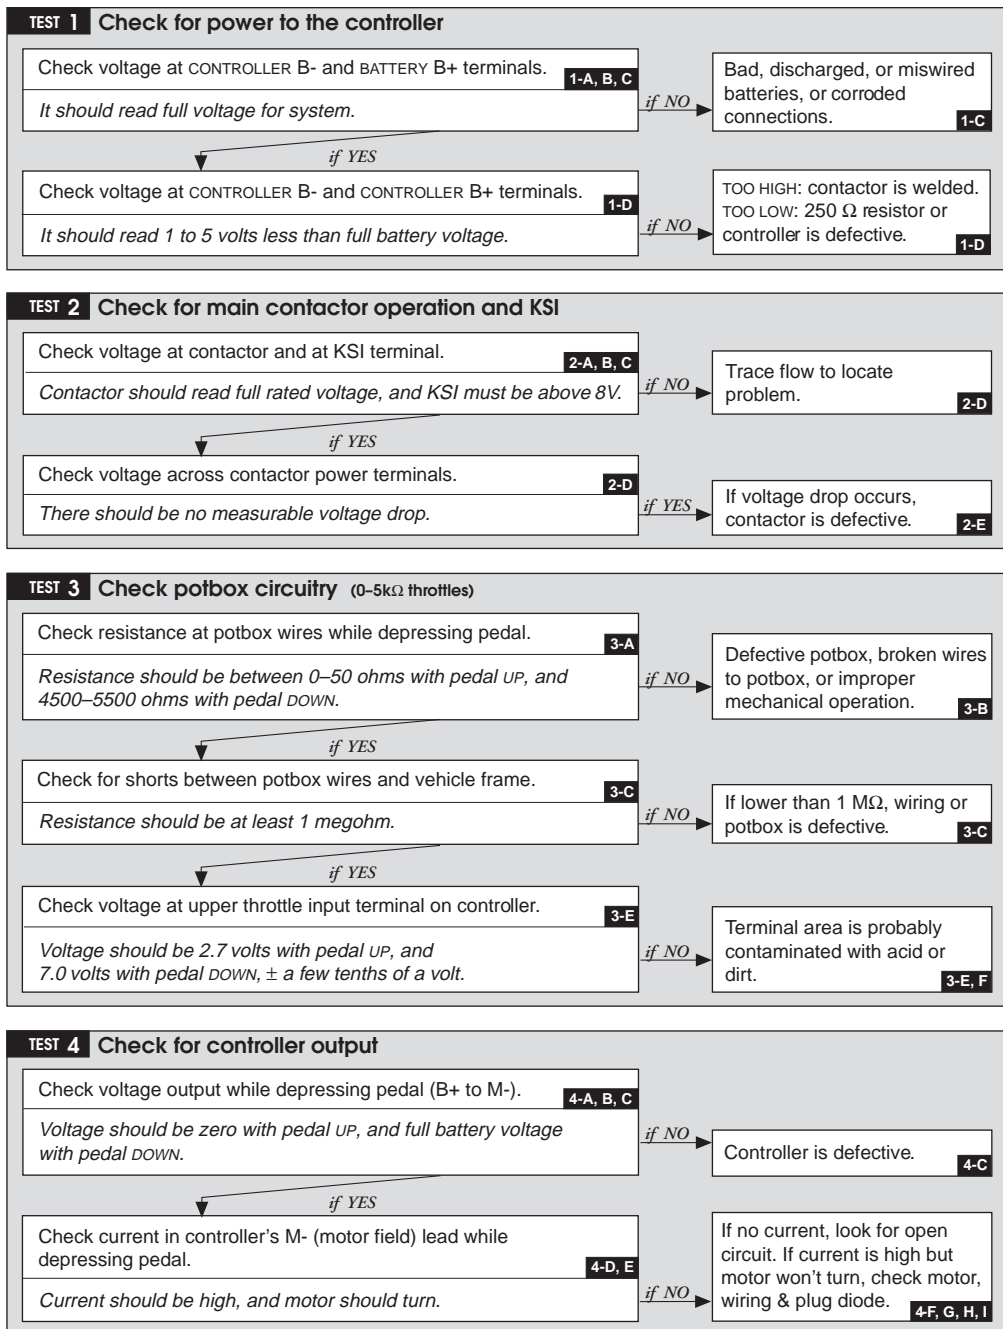 TEST 1 Check for power to the controller
Check voltage at CONTROLLER B- and BATTERY B+ terminals.
1-A, B, C
It should read full voltage for system.
if NO
Bad, discharged, or miswired
batteries, or corroded
connections.
1-C
if YES
Check voltage at CONTROLLER B- and CONTROLLER B+ terminals.
1-D
It should read 1 to 5 volts less than full battery voltage.
if NO
TOO HIGH: contactor is welded.
TOO LOW: 250 Ω resistor or
controller is defective.
1-D
TEST 2 Check for main contactor operation and KSI
Check voltage at contactor and at KSI terminal.
2-A, B, C
Contactor should read full rated voltage, and KSI must be above 8V.
if NO
Trace flow to locate
problem.
2-D
if YES
Check voltage across contactor power terminals.
2-D
There should be no measurable voltage drop.
if YES
If voltage drop occurs,
contactor is defective.
2-E
TEST 3 Check potbox circuitry (0–5kΩ throttles)
Check resistance at potbox wires while depressing pedal.
3-A
Resistance should be between 0–50 ohms with pedal UP, and
4500–5500 ohms with pedal DOWN.
if NO
Defective potbox, broken wires
to potbox, or improper
mechanical operation.
3-B
if YES
Check for shorts between potbox wires and vehicle frame.
3-C
Resistance should be at least 1 megohm.
if NO
If lower than 1 MΩ, wiring or
potbox is defective.
3-C
if YES
Check voltage at upper throttle input terminal on controller.
3-E
Voltage should be 2.7 volts with pedal UP, and
7.0 volts with pedal DOWN, ± a few tenths of a volt.
if NO
Terminal area is probably
contaminated with acid or
dirt.
3-E, F
TEST 4 Check for controller output
Check voltage output while depressing pedal (B+ to M-).
4-A, B, C
Voltage should be zero with pedal UP, and full battery voltage
with pedal DOWN.
if NO
Controller is defective.
4-C
if YES
Check current in controller's M- (motor field) lead while
depressing pedal.
4-D, E
Current should be high, and motor should turn.
if NO
If no current, look for open
circuit. If current is high but
motor won't turn, check motor,
wiring & plug diode.
4-F, G, H, I